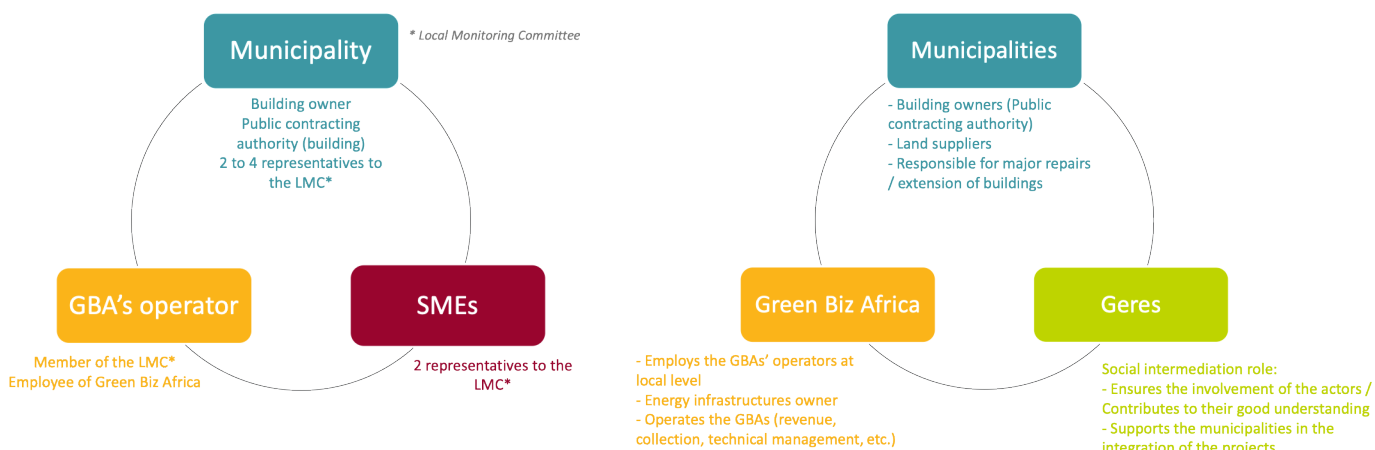 Municipality
* Local Monitoring Committee
Building owner
Public contracting
authority (building)
2 to 4 representatives to
the LMC*
GBA’s operator
Member of the LMC*
Employee of Green Biz Africa
SMEs
2 representatives to the
LMC*
Municipalities
- Building owners (Public
contracting authority)
- Land suppliers
- Responsible for major repairs
/ extension of buildings
Green Biz Africa
- Employs the GBAs’ operators at
local level
- Energy infrastructures owner
- Operates the GBAs (revenue,
collection, technical management, etc.)
Geres
Social intermediation role:
- Ensures the involvement of the actors /
Contributes to their good understanding
- Supports the municipalities in the
integration of the projects